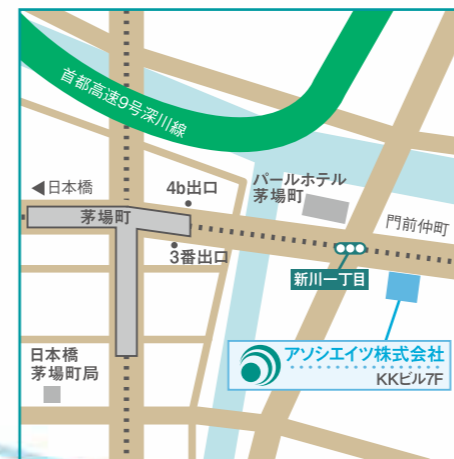 首都高速9号深川線
◀日本橋
4b出口
パールホテル
茅場町
茅場町
門前仲町
3番出口
新川一丁目
アソシエイツ株式会社
KKビル7F
日本橋
茅場町局